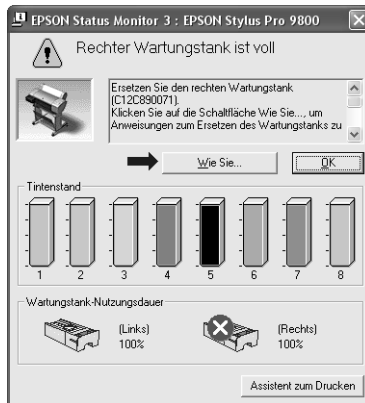 EPSON Status Monitor 3 : EPSON Stylus Pro 9800
Rechter Wartungstank ist voll
Ersetzen Sie den rechten Wartungstank
(C12C890071).
Klicken Sie auf die Schaltfläche Wie Sie..., um
Anweisungen zum Ersetzen des Wartungstanks zu
Wie Sie...
OK
Tintenstand
1 2 3 4 5 6 7 8
Wartungstank-Nutzungsdauer
(Links) (Rechts)
100% 100%
Assistent zum Drucken